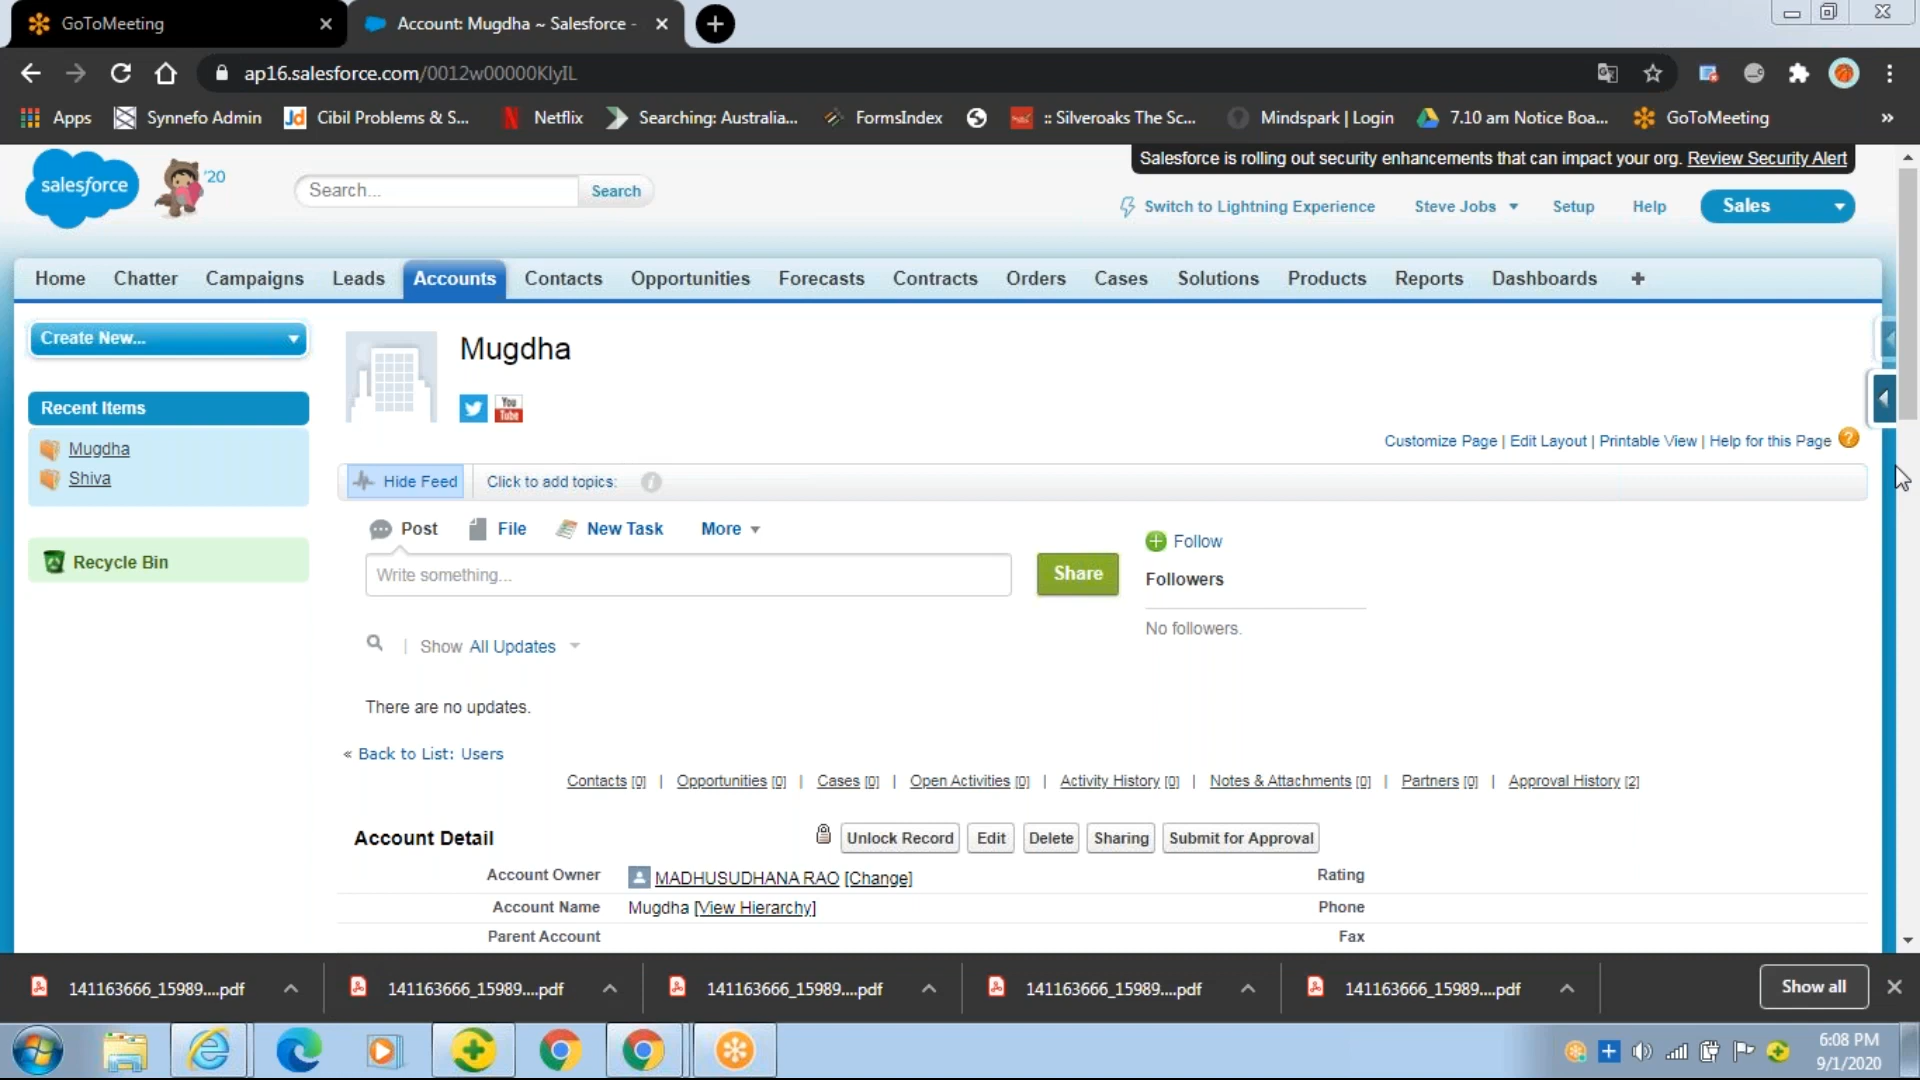 GoToMeeting
Account: Mugdha ~ Salesforce -
ap16.salesforce.com/0012w00000KlyIL
Apps
Synnefo Admin
Cibil Problems & S...
Netflix
Searching: Australia...
FormsIndex
:: Silveroaks The Sc...
Mindspark | Login
7.10 am Notice Boa...
GoToMeeting
»
Salesforce is rolling out security enhancements that can impact your org. Review Security Alert
salesforce
'20
Search...
Search
Switch to Lightning Experience
Steve Jobs
Setup
Help
Sales
Home
Chatter
Campaigns
Leads
Accounts
Contacts
Opportunities
Forecasts
Contracts
Orders
Cases
Solutions
Products
Reports
Dashboards
Create New...
Recent Items
Mugdha
Shiva
Recycle Bin
Mugdha
You Tube
Customize Page | Edit Layout | Printable View | Help for this Page ?
Hide Feed
Click to add topics:
Post
File
New Task
More
Write something...
Share
Follow
Followers
No followers.
Show All Updates
There are no updates.
« Back to List: Users
Contacts [0] | Opportunities [0] | Cases [0] | Open Activities [0] | Activity History [0] | Notes & Attachments [0] | Partners [0] | Approval History [2]
Account Detail
Unlock Record
Edit
Delete
Sharing
Submit for Approval
Account Owner
MADHUSUDHANA RAO [Change]
Rating
Account Name
Mugdha [View Hierarchy]
Phone
Parent Account
Fax
141163666_15989....pdf
141163666_15989....pdf
141163666_15989....pdf
141163666_15989....pdf
141163666_15989....pdf
Show all
6:08 PM
9/1/2020